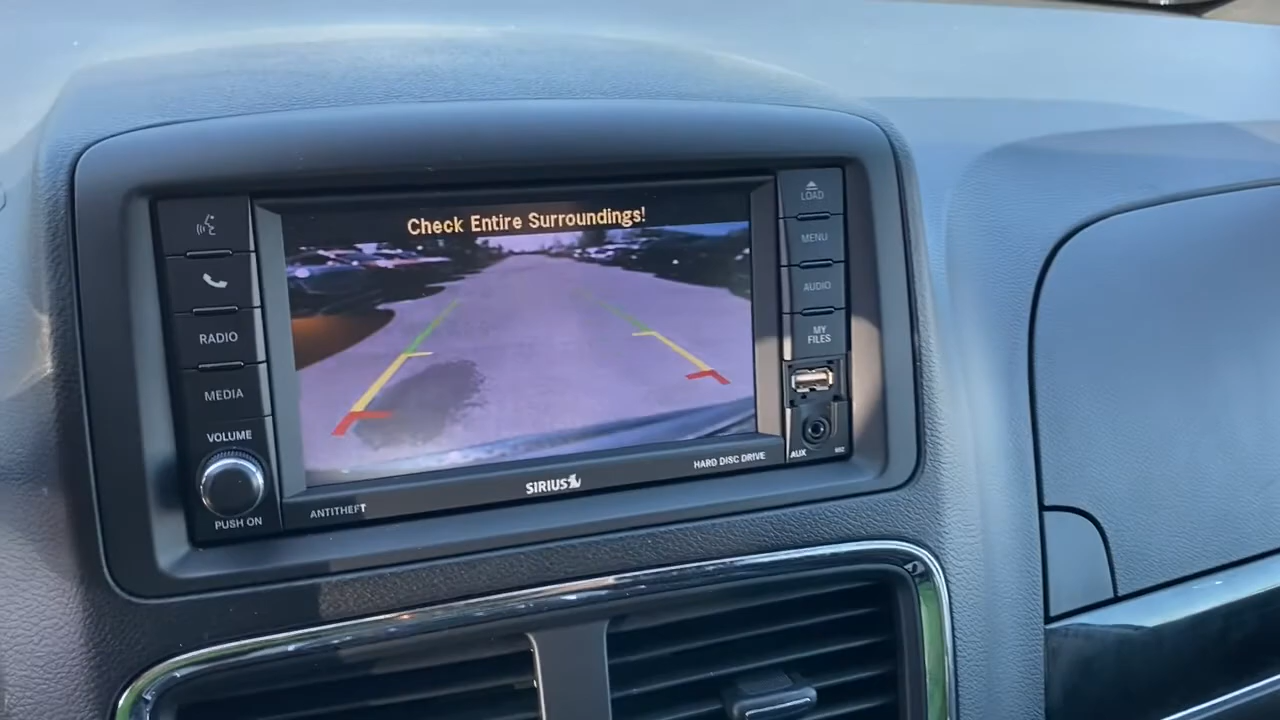 Check Entire Surroundings!
RADIO
MEDIA
VOLUME
PUSH ON
ANTITHEFT
SIRIUS
HARD DISC DRIVE
LOAD
MENU
AUDIO
MY
FILES
AUX